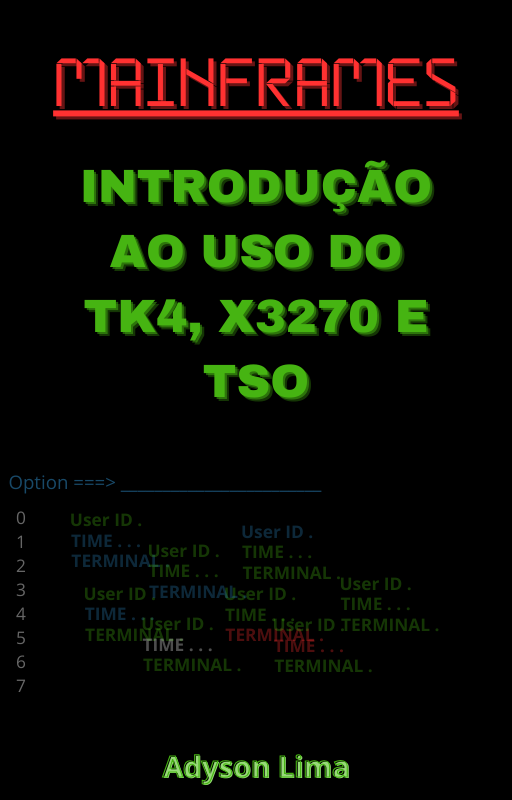 MAINFRAMES
INTRODUÇÃO
AO USO DO
TK4, X3270 E
TSO
Option ===> ______________________
0
1
2
3
4
5
6
7
User ID .
TIME . . .
TERMINAL
User ID .
TIME . . .
TERMINAL .
User ID .
TIME . . .
TERMINAL .
User ID .
TIME .
TERMINAL
User ID .
TIME .
TERMINAL .
User ID .
TIME . . .
TERMINAL .
User ID .
TIME . . .
TERMINAL .
User ID .
TIME . . .
TERMINAL .
Adyson Lima